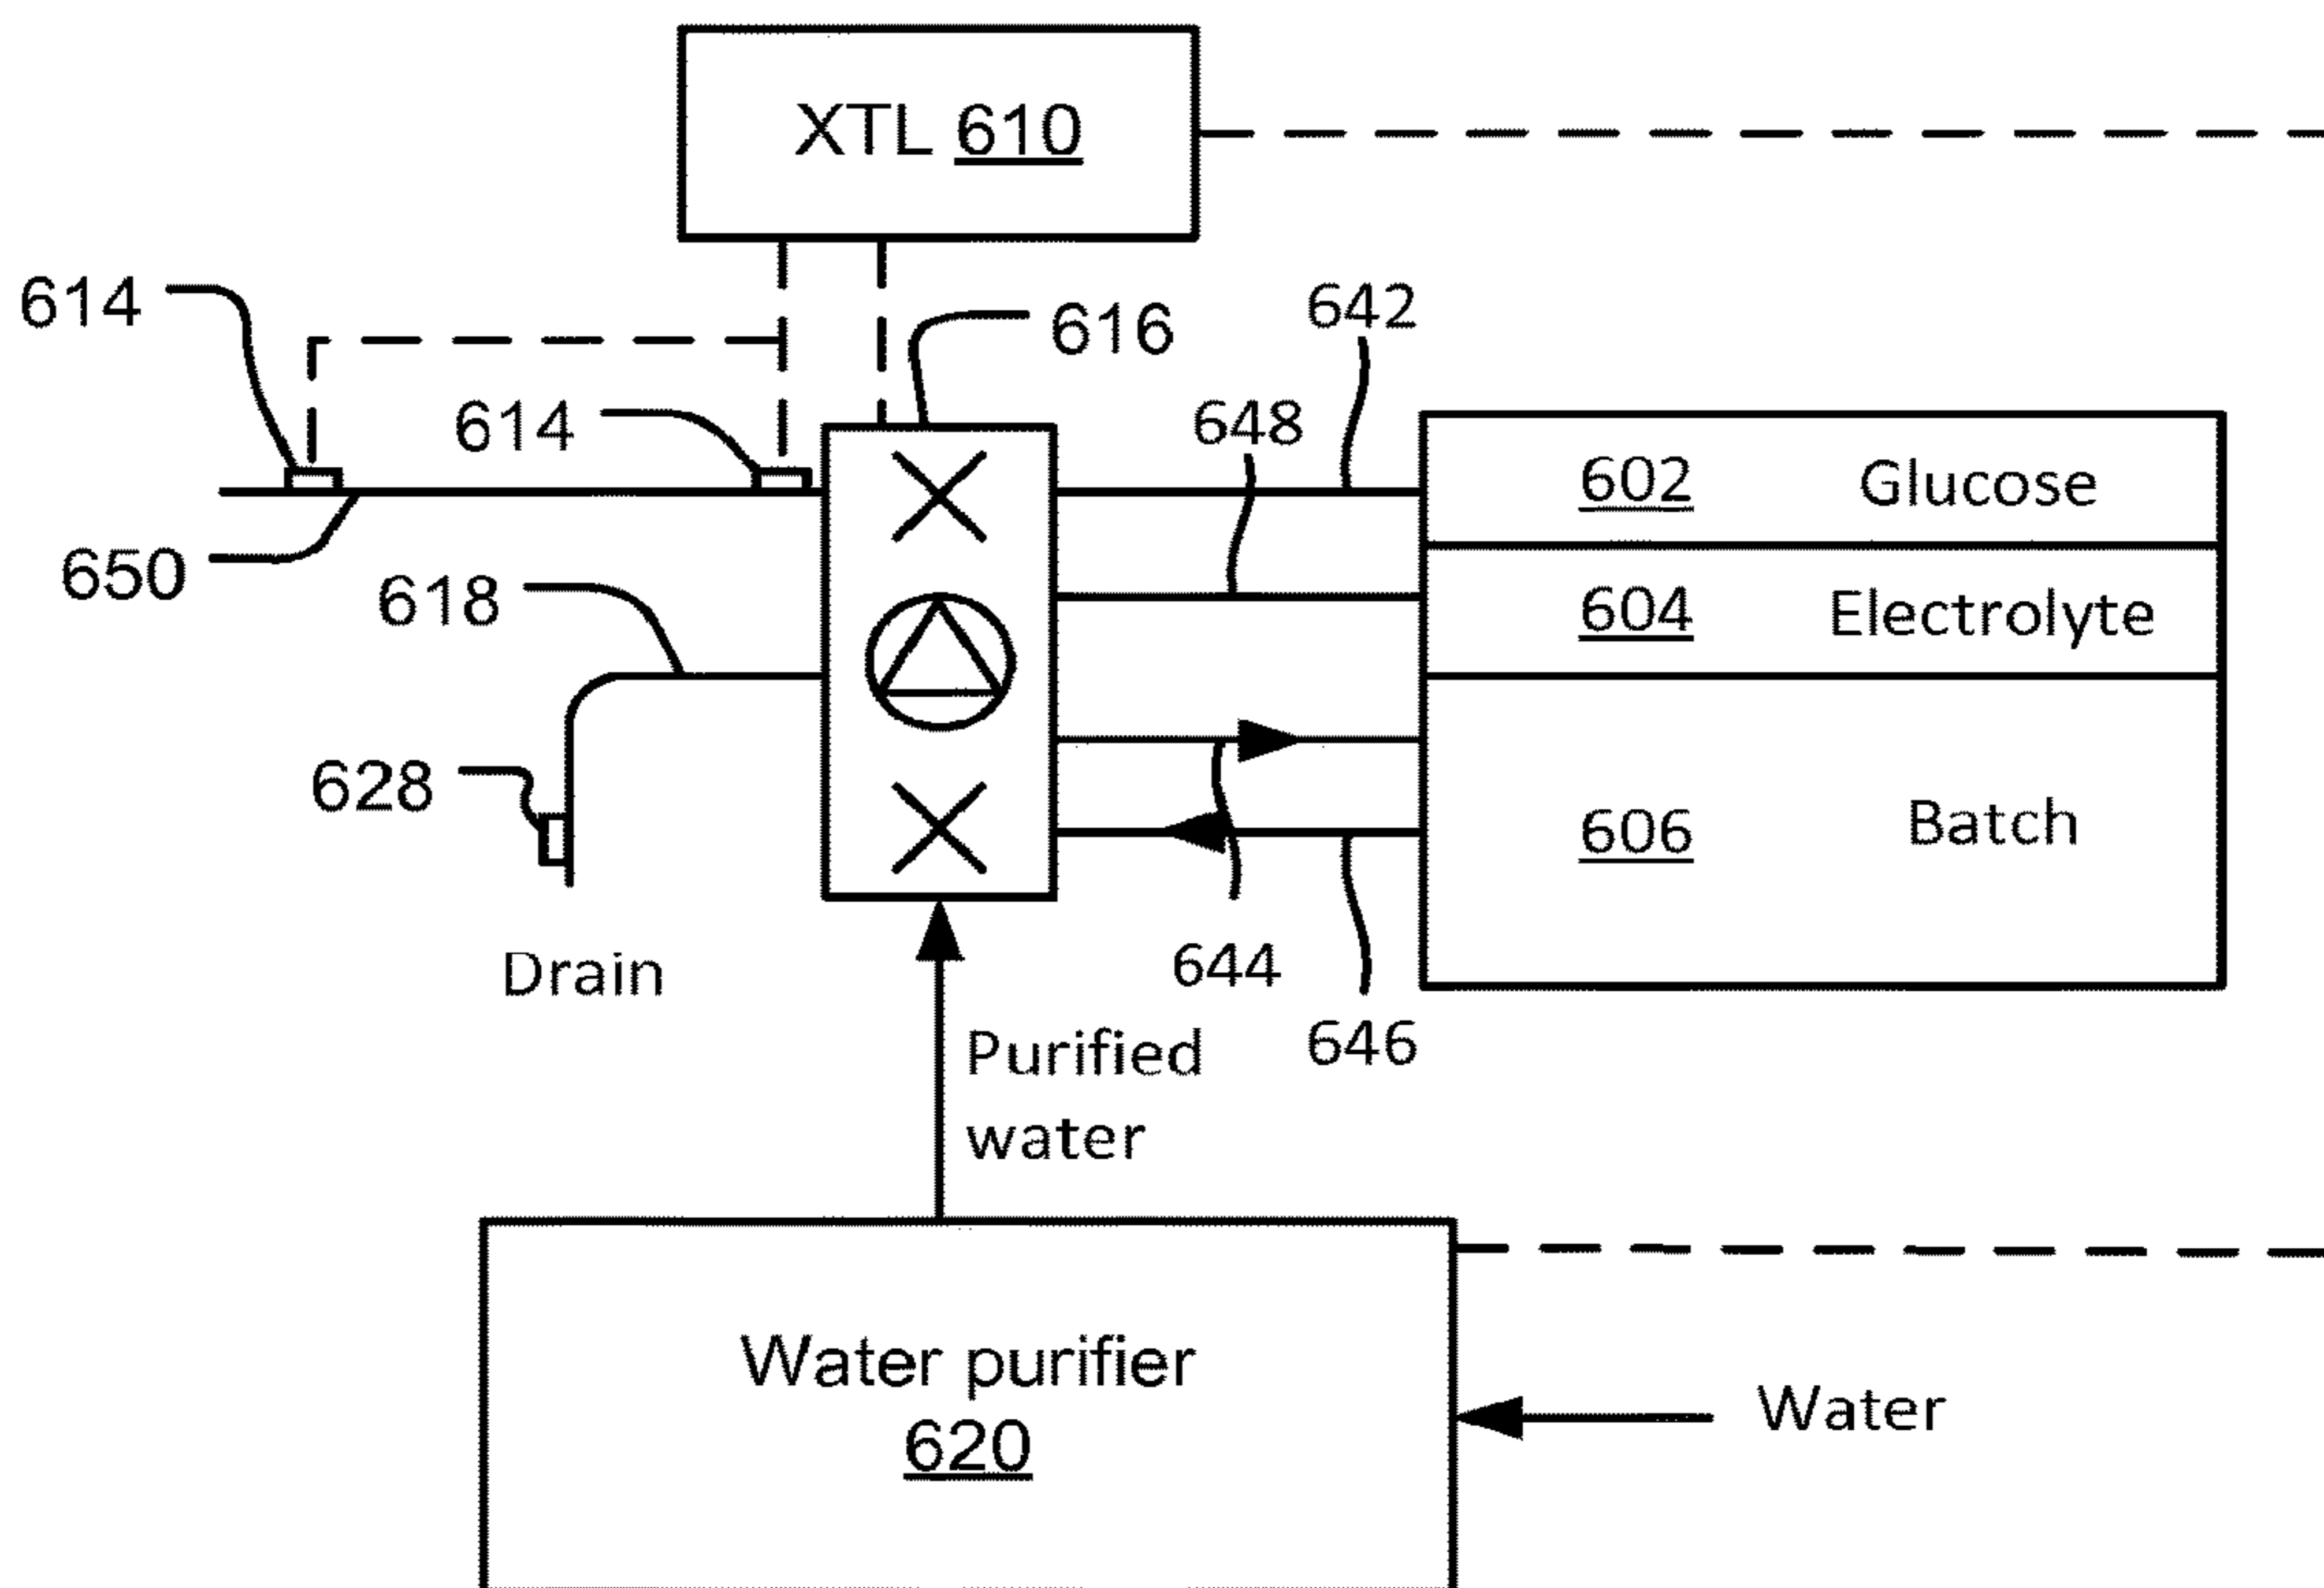 XTL 610
614
616
642
614
648
602 Glucose
650
618
604 Electrolyte
628
606 Batch
Drain
644
646
Purified
water
Water purifier
620
Water